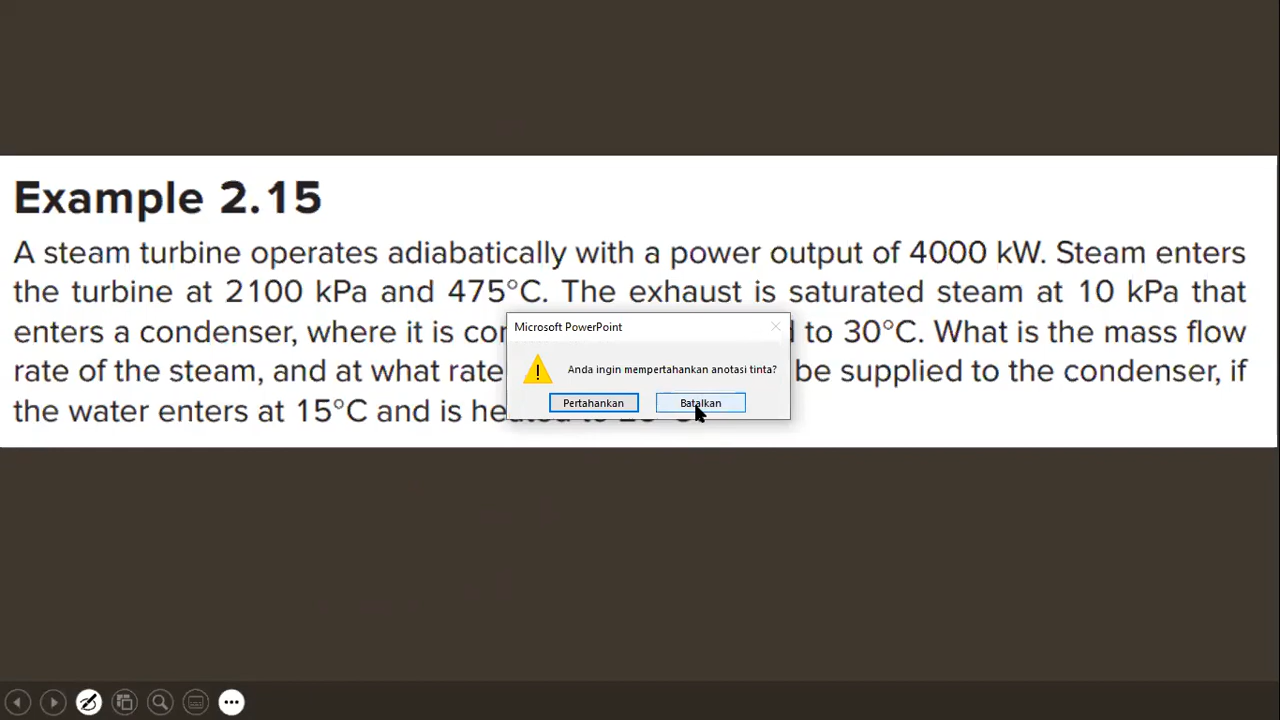 Example 2.15
A steam turbine operates adiabatically with a power output of 4000 kW. Steam enters
the turbine at 2100 kPa and 475°C. The exhaust is saturated steam at 10 kPa that
enters a condenser, where it is to 30°C. What is the mass flow
rate of the steam, and at what rate be supplied to the condenser, if
the water enters at 15°C and is
Microsoft PowerPoint
Anda ingin mempertahankan anotasi tinta?
Pertahankan Batalkan